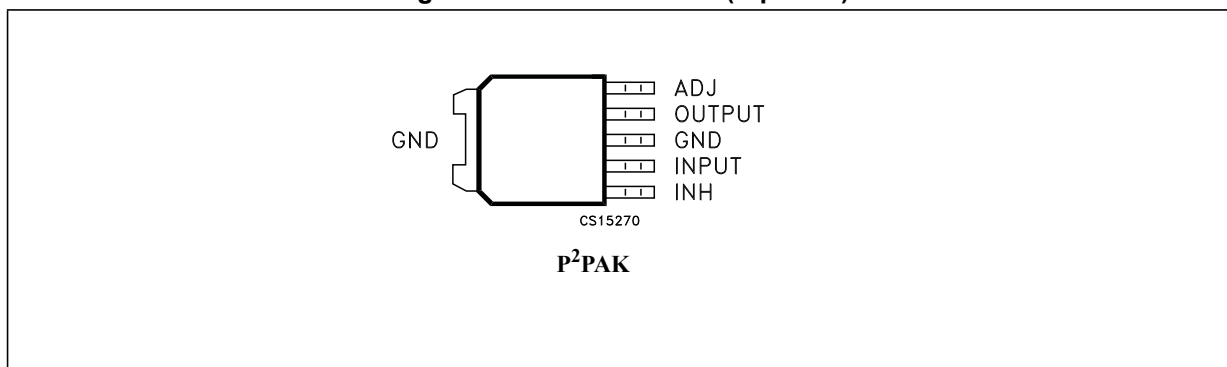 ADJ
OUTPUT
GND
GND
INPUT
INH
CS15270
P²PAK